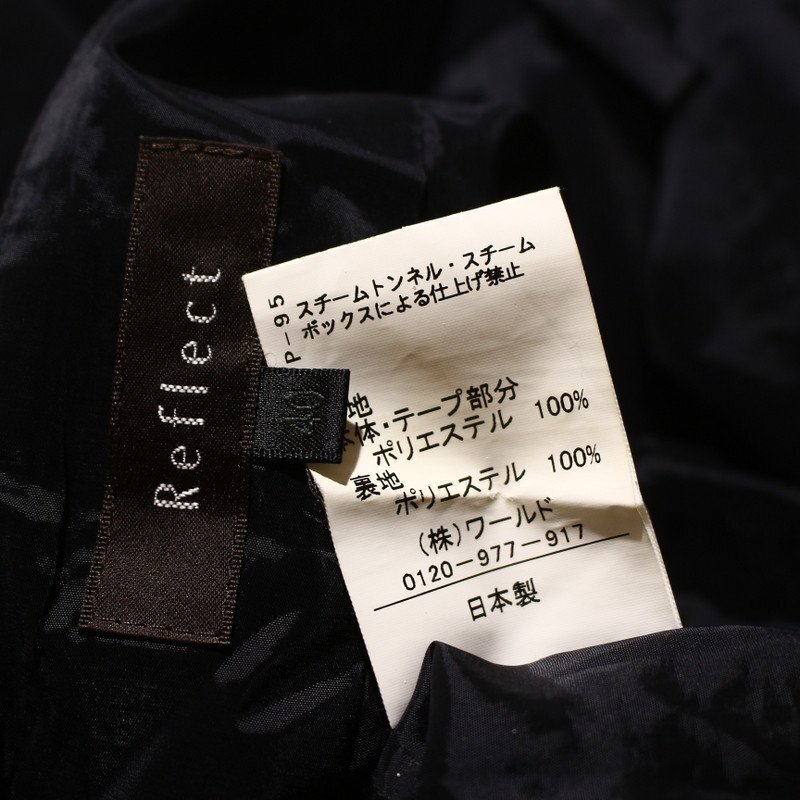 Reflect
40
P-95
スチームトンネル・スチーム
ボックスによる仕上げ禁止
地
体・テープ部分
ポリエステル 100%
裏地
ポリエステル 100%
(株)ワールド
0120-977-917
日本製